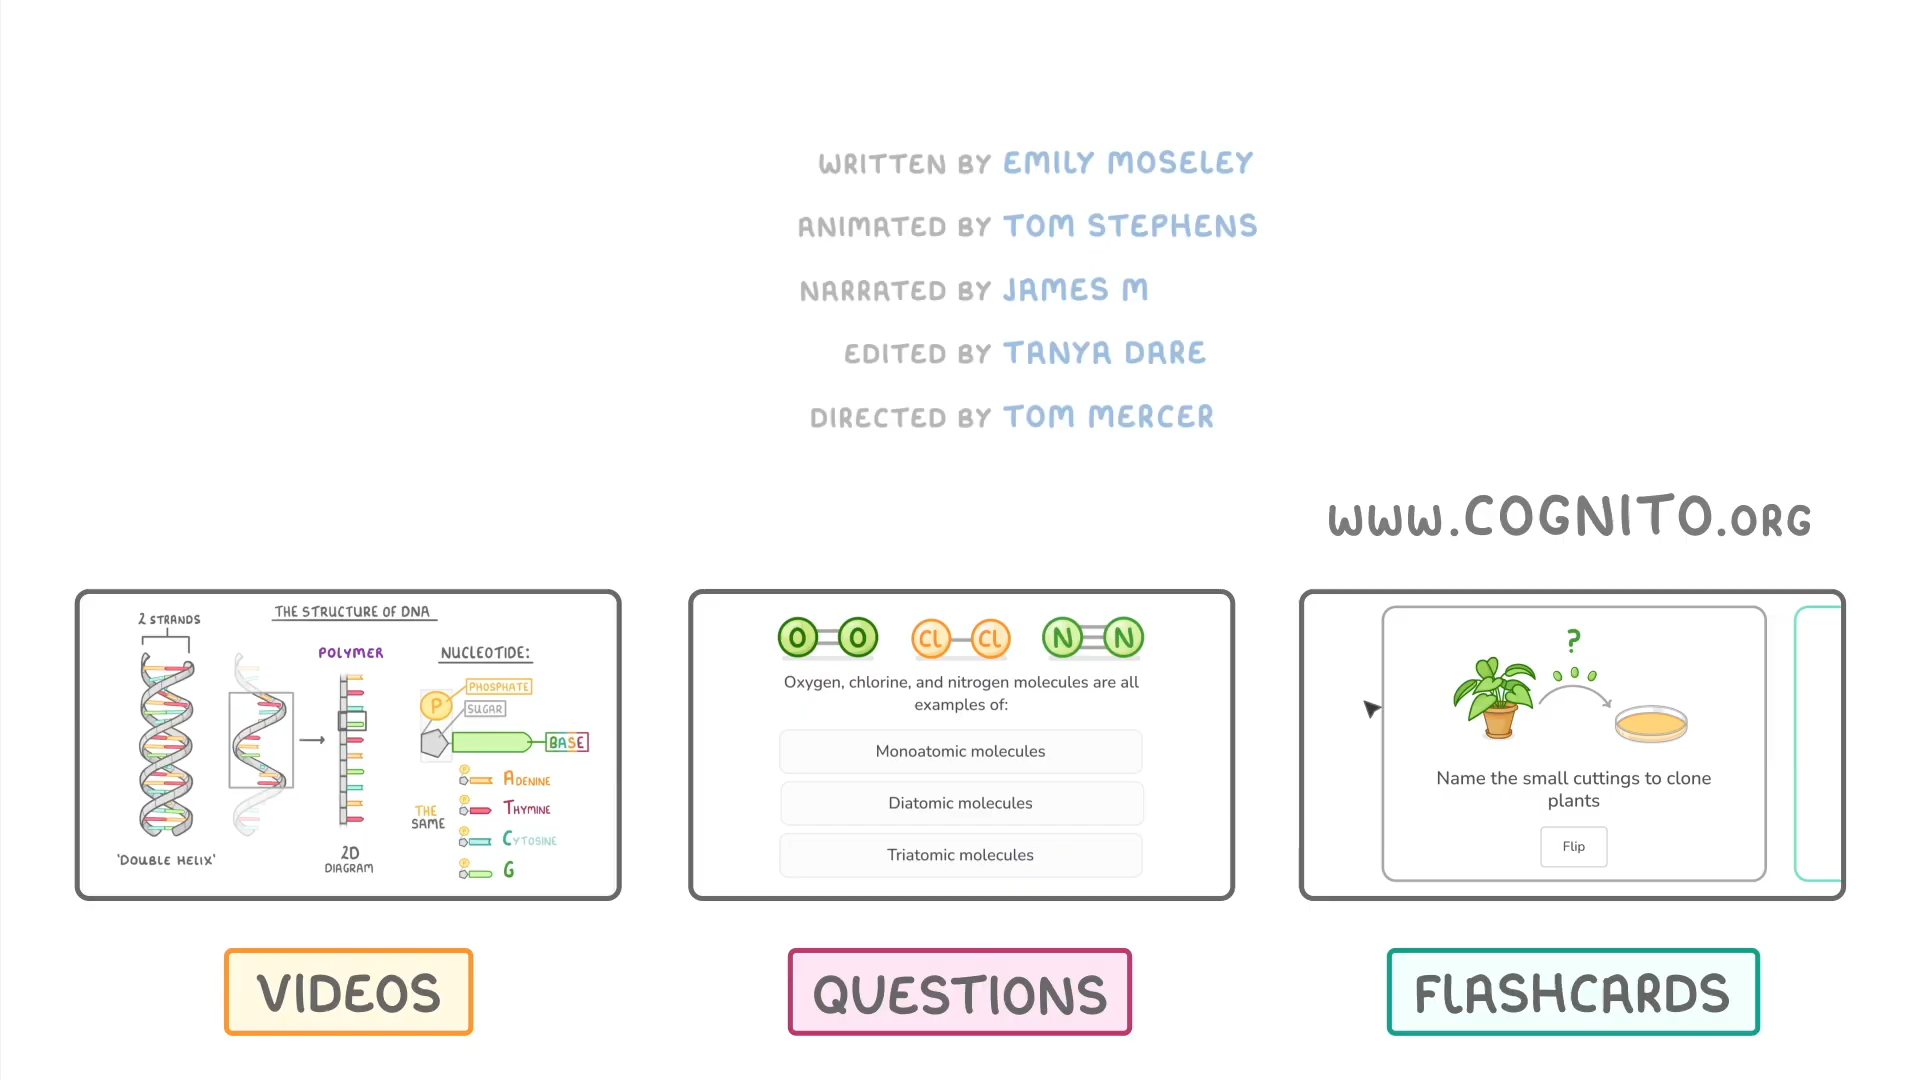 WRITTEN BY EMILY MOSELEY
ANIMATED BY TOM STEPHENS
NARRATED BY JAMES M
EDITED BY TANYA DARE
DIRECTED BY TOM MERCER
www.COGNITO.ORG
THE STRUCTURE OF DNA
2 STRANDS
'DOUBLE HELIX'
POLYMER
2D
DIAGRAM
NUCLEOTIDE:
PHOSPHATE
SUGAR
P
BASE
THE
SAME
ADENINE
THYMINE
CYTOSINE
G
O O Cl Cl N N
Oxygen, chlorine, and nitrogen molecules are all
examples of:
Monoatomic molecules
Diatomic molecules
Triatomic molecules
?
Name the small cuttings to clone
plants
Flip
VIDEOS
QUESTIONS
FLASHCARDS